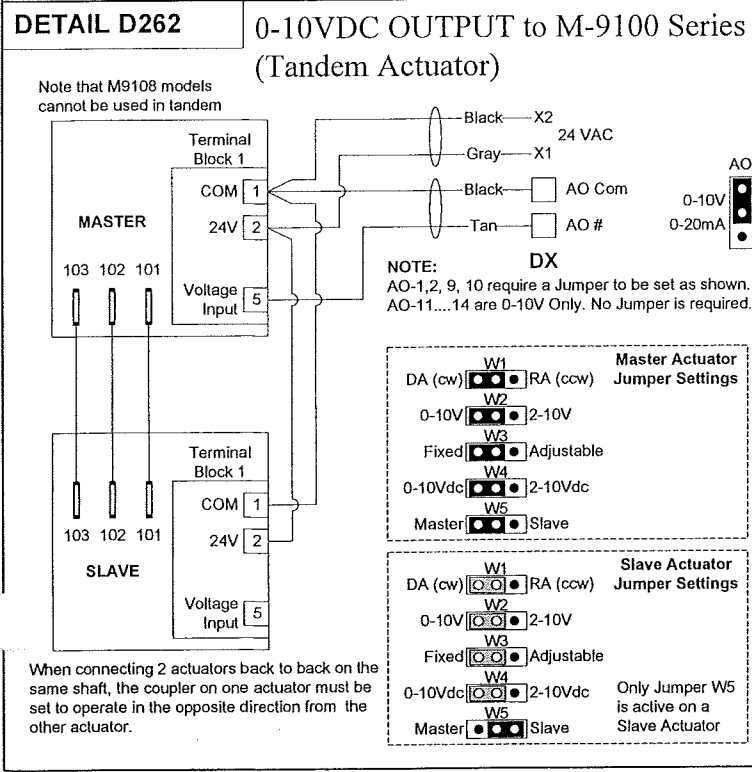 DETAIL D262
0-10VDC OUTPUT to M-9100 Series
(Tandem Actuator)
Note that M9108 models
cannot be used in tandem
Terminal
Block 1
COM 1
MASTER
24V 2
103 102 101
Voltage
Input 5
Black X2
24 VAC
Gray X1
Black AO Com
Tan AO #
DX
AO
0-10V
0-20mA
NOTE:
AO-1,2, 9, 10 require a Jumper to be set as shown.
AO-11....14 are 0-10V Only. No Jumper is required.
Master Actuator
Jumper Settings
W1
DA (cw) RA (ccw)
W2
0-10V 2-10V
W3
Fixed Adjustable
W4
0-10Vdc 2-10Vdc
W5
Master Slave
Terminal
Block 1
COM 1
103 102 101
24V 2
SLAVE
Voltage
Input 5
Slave Actuator
Jumper Settings
W1
DA (cw) RA (ccw)
W2
0-10V 2-10V
W3
Fixed Adjustable
W4
0-10Vdc 2-10Vdc
W5
Master Slave
Only Jumper W5
is active on a
Slave Actuator
When connecting 2 actuators back to back on the
same shaft, the coupler on one actuator must be
set to operate in the opposite direction from the
other actuator.